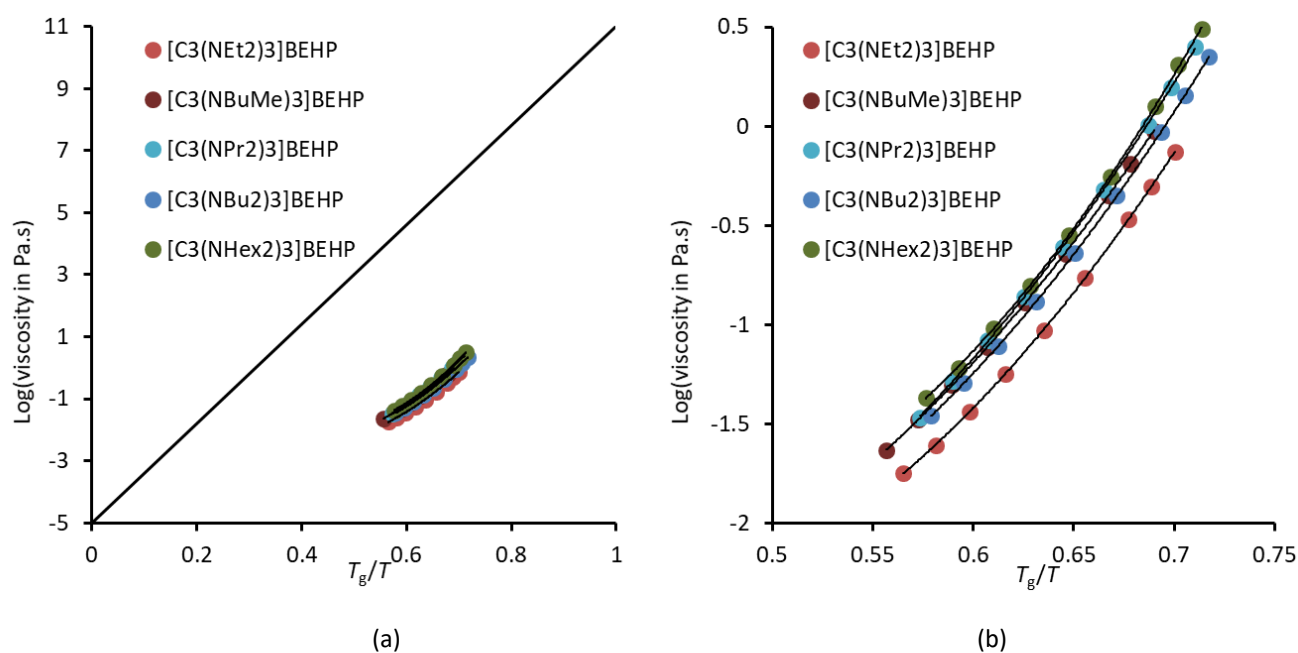 11
9
7
5
3
1
-1
-3
-5
Log(viscosity in Pa.s)
[C3(NEt2)3]BEHP
[C3(NBuMe)3]BEHP
[C3(NPr2)3]BEHP
[C3(NBu2)3]BEHP
[C3(NHex2)3]BEHP
0 0.2 0.4 0.6 0.8 1
Tg/T
(a)
0.5
0
-0.5
-1
-1.5
-2
Log(viscosity in Pa.s)
[C3(NEt2)3]BEHP
[C3(NBuMe)3]BEHP
[C3(NPr2)3]BEHP
[C3(NBu2)3]BEHP
[C3(NHex2)3]BEHP
0.5 0.55 0.6 0.65 0.7 0.75
Tg/T
(b)